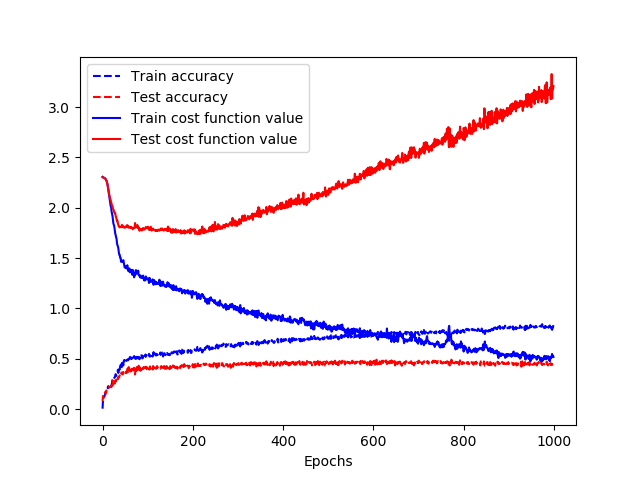 Train accuracy
Test accuracy
Train cost function value
Test cost function value
3.0
2.5
2.0
1.5
1.0
0.5
0.0
0 200 400 600 800 1000
Epochs